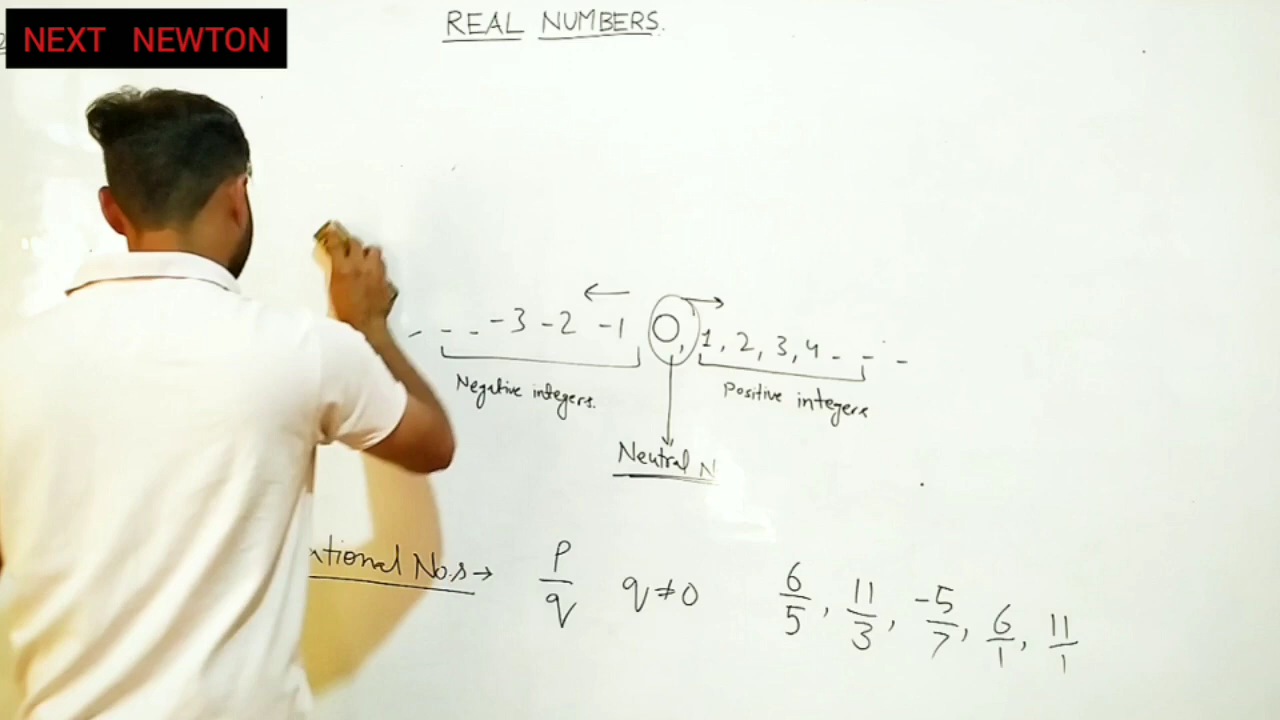 NEXT NEWTON
REAL NUMBERS.
- - - -3 -2 -1 0, 1, 2, 3, 4 - - -
Negative integers.
Positive integers
Neutral N
ational No.s → p/q q≠0 6/5, 11/3, -5/7, 6/1, 11/1